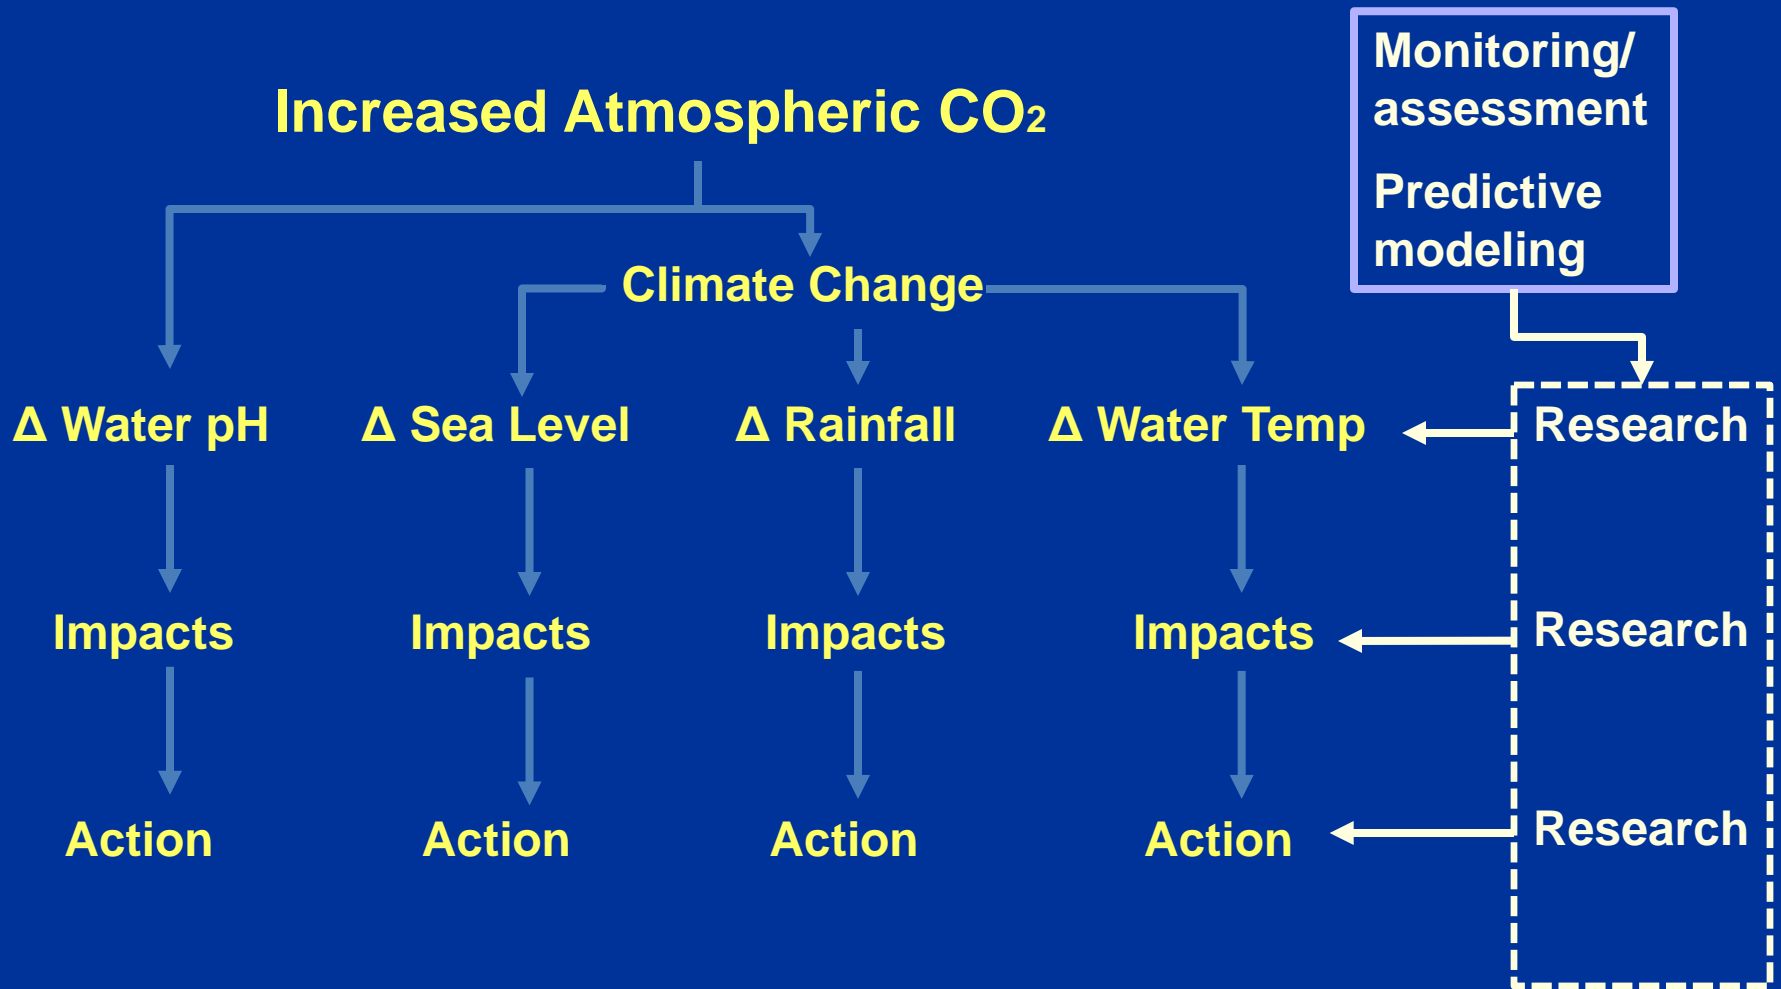 Monitoring/
assessment
Predictive
modeling
Increased Atmospheric CO₂
Climate Change
Δ Water pH
Δ Sea Level
Δ Rainfall
Δ Water Temp
Research
Impacts
Impacts
Impacts
Impacts
Research
Action
Action
Action
Action
Research